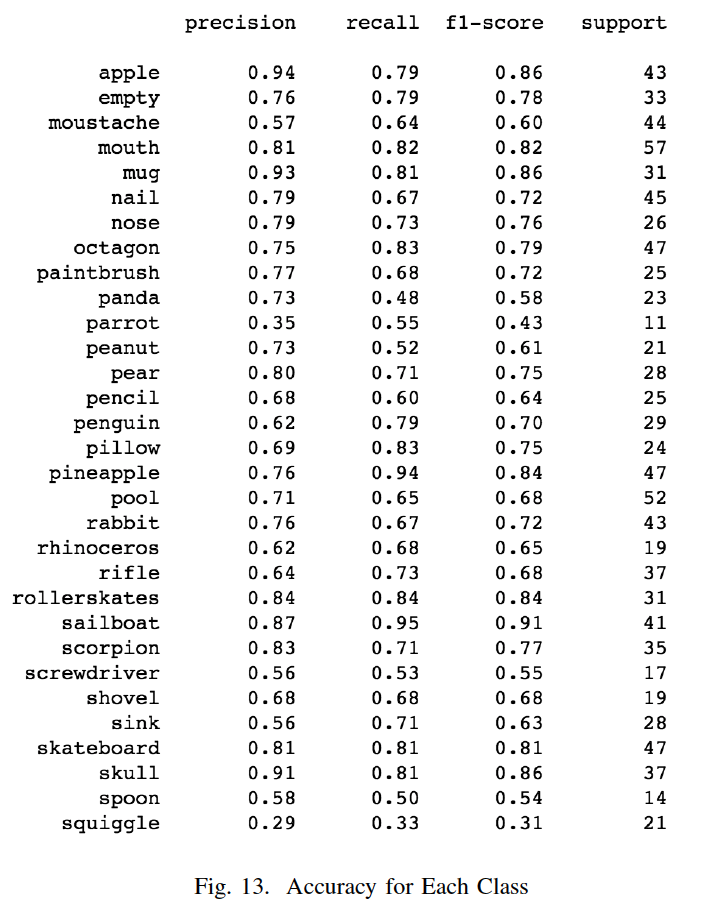 precision recall f1-score support
apple 0.94 0.79 0.86 43
empty 0.76 0.79 0.78 33
moustache 0.57 0.64 0.60 44
mouth 0.81 0.82 0.82 57
mug 0.93 0.81 0.86 31
nail 0.79 0.67 0.72 45
nose 0.79 0.73 0.76 26
octagon 0.75 0.83 0.79 47
paintbrush 0.77 0.68 0.72 25
panda 0.73 0.48 0.58 23
parrot 0.35 0.55 0.43 11
peanut 0.73 0.52 0.61 21
pear 0.80 0.71 0.75 28
pencil 0.68 0.60 0.64 25
penguin 0.62 0.79 0.70 29
pillow 0.69 0.83 0.75 24
pineapple 0.76 0.94 0.84 47
pool 0.71 0.65 0.68 52
rabbit 0.76 0.67 0.72 43
rhinoceros 0.62 0.68 0.65 19
rifle 0.64 0.73 0.68 37
rollerskates 0.84 0.84 0.84 31
sailboat 0.87 0.95 0.91 41
scorpion 0.83 0.71 0.77 35
screwdriver 0.56 0.53 0.55 17
shovel 0.68 0.68 0.68 19
sink 0.56 0.71 0.63 28
skateboard 0.81 0.81 0.81 47
skull 0.91 0.81 0.86 37
spoon 0.58 0.50 0.54 14
squiggle 0.29 0.33 0.31 21
Fig. 13. Accuracy for Each Class